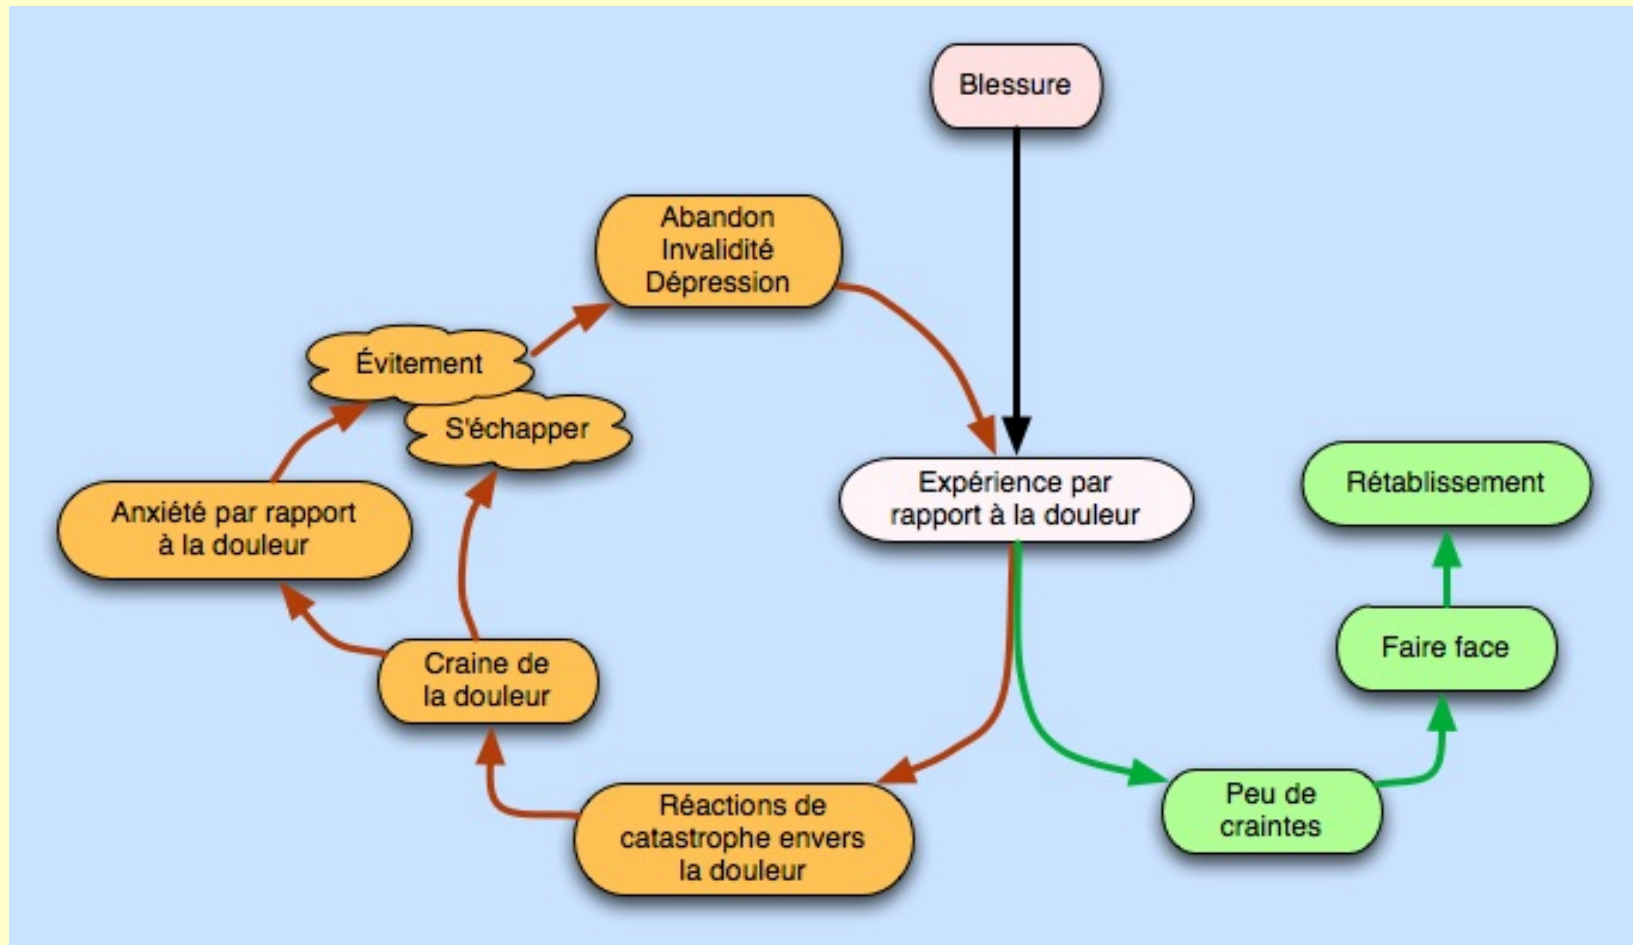 Blessure
Abandon
Invalidité
Dépression
Évitement
S'échapper
Anxiété par rapport
à la douleur
Expérience par
rapport à la douleur
Rétablissement
Craine de
la douleur
Faire face
Réactions de
catastrophe envers
la douleur
Peu de
craintes